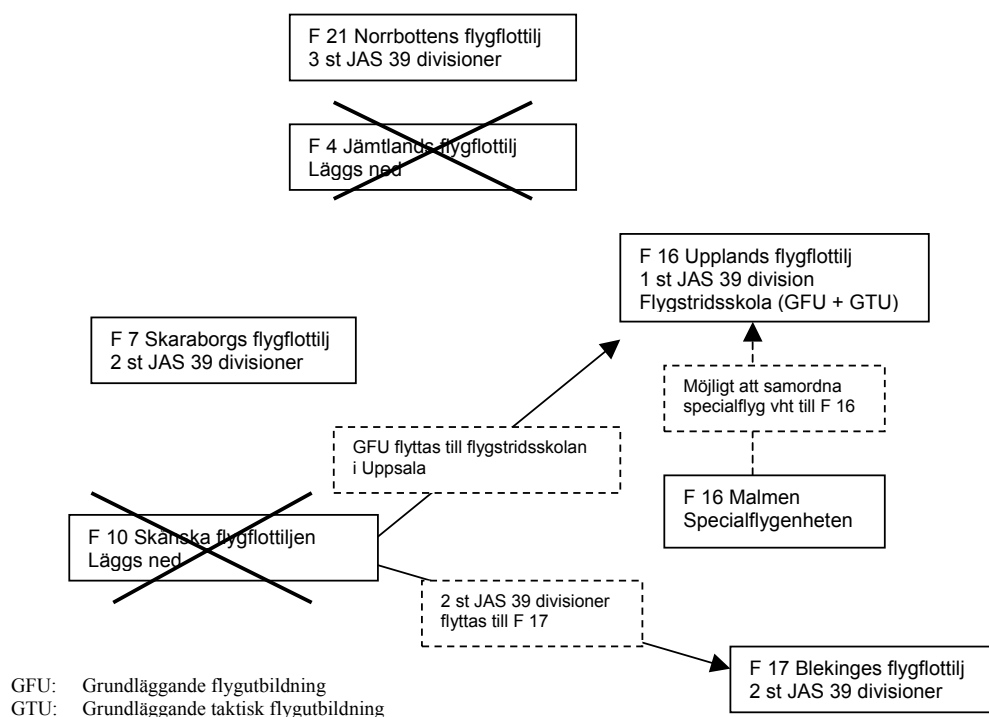 F 21 Norrbottens flygflottilj
3 st JAS 39 divisioner
F 4 Jämtlands flygflottilj
Läggs ned
F 16 Upplands flygflottilj
1 st JAS 39 division
Flygstridsskola (GFU + GTU)
F 7 Skaraborgs flygflottilj
2 st JAS 39 divisioner
Möjligt att samordna
specialflyg vht till F 16
GFU flyttas till flygstridsskolan
i Uppsala
F 16 Malmen
Specialflygenheten
F 10 Skånska flygflottiljen
Läggs ned
2 st JAS 39 divisioner
flyttas till F 17
F 17 Blekinges flygflottilj
2 st JAS 39 divisioner
GFU: Grundläggande flygutbildning
GTU: Grundläggande taktisk flygutbildning